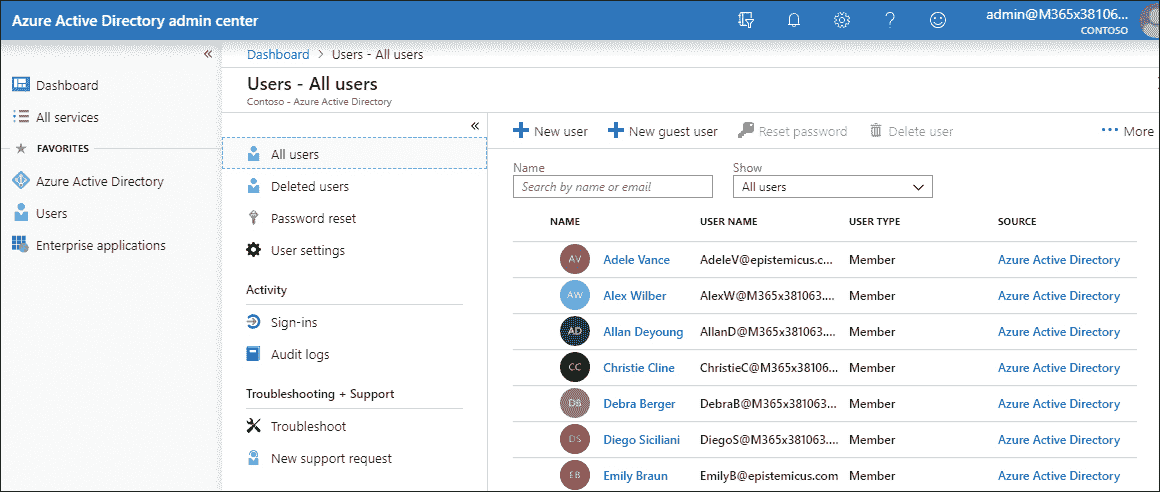 Azure Active Directory admin center
admin@M365x38106...
CONTOSO
Dashboard
All services
FAVORITES
Azure Active Directory
Users
Enterprise applications
Dashboard > Users - All users
Users - All users
Contoso - Azure Active Directory
All users
Deleted users
Password reset
User settings
Activity
Sign-ins
Audit logs
Troubleshooting + Support
Troubleshoot
New support request
New user New guest user Reset password Delete user More
Name Show
Search by name or email All users
NAME USER NAME USER TYPE SOURCE
AV Adele Vance AdeleV@epistemicus.c... Member Azure Active Directory
AW Alex Wilber AlexW@M365x381063.... Member Azure Active Directory
AD Allan Deyoung AllanD@M365x381063.... Member Azure Active Directory
CC Christie Cline ChristieC@M365x38106... Member Azure Active Directory
DB Debra Berger DebraB@M365x381063... Member Azure Active Directory
DS Diego Siciliani DiegoS@M365x381063.... Member Azure Active Directory
EB Emily Braun EmilyB@epistemicus.com Member Azure Active Directory